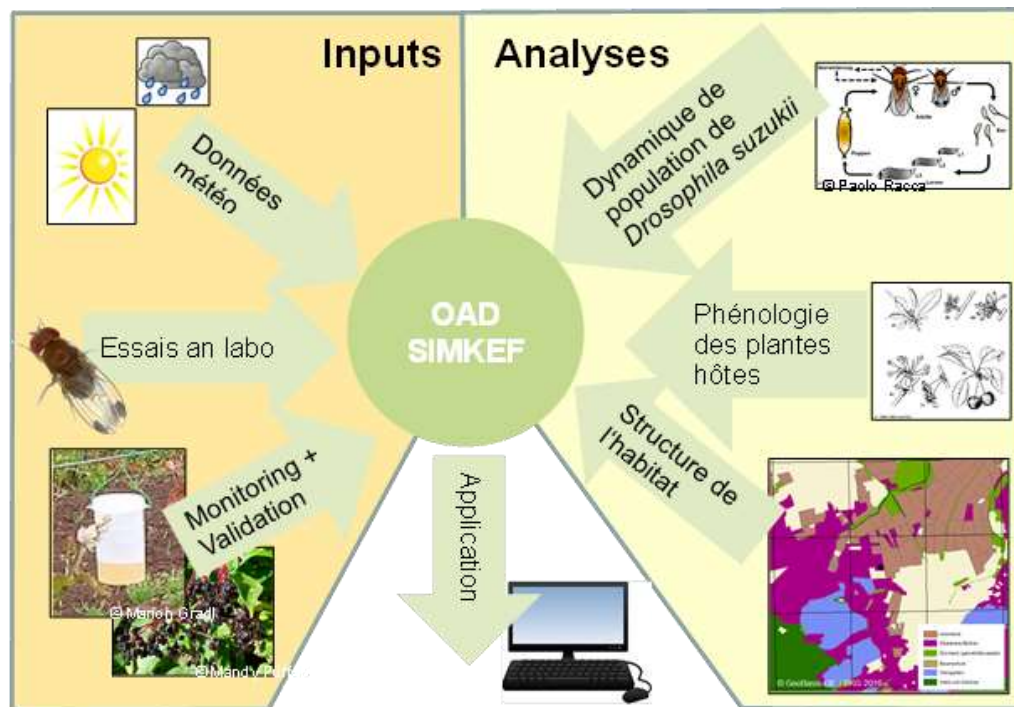 Inputs
Analyses
Données
météo
Essais an labo
Monitoring +
Validation
OAD
SIMKEF
Dynamique de
population de
Drosophila suzukii
Phénologie
des plantes
hôtes
Structure de
l'habitat
Application
© Paolo Racca
© Marion Gradl
© Mandy